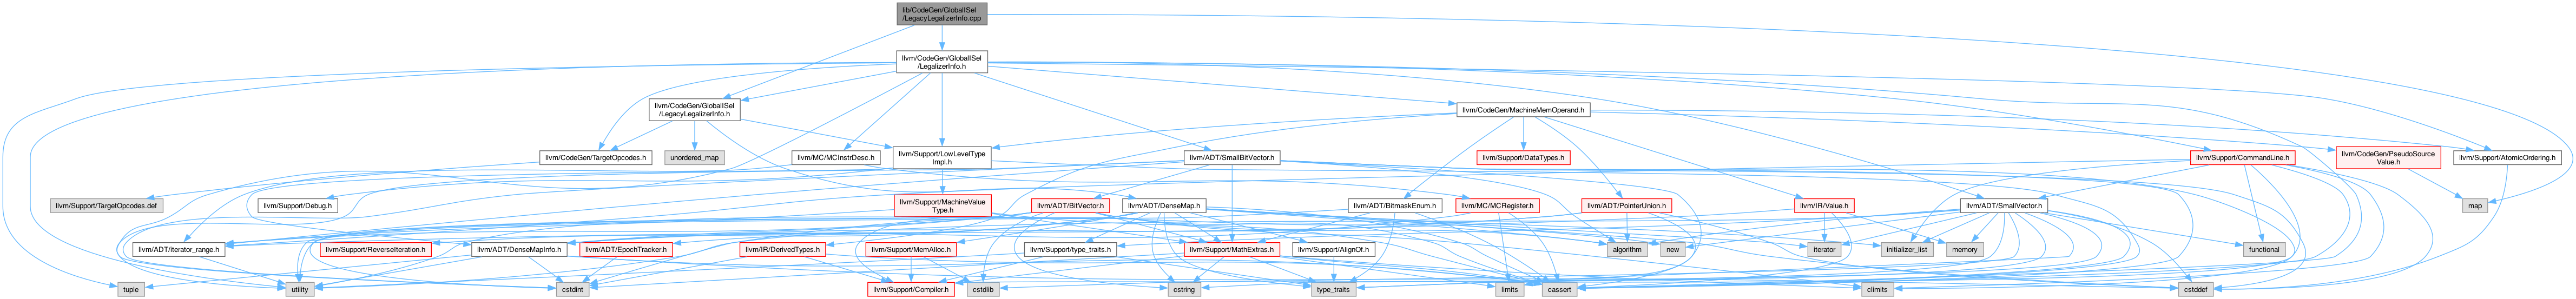 lib/CodeGen/GlobalISel
/LegacyLegalizerInfo.cpp
llvm/CodeGen/GlobalISel
/LegalizerInfo.h
llvm/CodeGen/GlobalISel
/LegacyLegalizerInfo.h
llvm/CodeGen/MachineMemOperand.h
llvm/CodeGen/TargetOpcodes.h
unordered_map
llvm/MC/MCInstrDesc.h
llvm/Support/LowLevelType
Impl.h
llvm/ADT/SmallBitVector.h
llvm/Support/DataTypes.h
llvm/Support/CommandLine.h
llvm/CodeGen/PseudoSource
Value.h
llvm/Support/AtomicOrdering.h
llvm/Support/TargetOpcodes.def
llvm/Support/Debug.h
llvm/Support/MachineValue
Type.h
llvm/ADT/BitVector.h
llvm/ADT/DenseMap.h
llvm/ADT/BitmaskEnum.h
llvm/MC/MCRegister.h
llvm/ADT/PointerUnion.h
llvm/IR/Value.h
llvm/ADT/SmallVector.h
map
llvm/ADT/iterator_range.h
llvm/Support/ReverseIteration.h
llvm/ADT/DenseMapInfo.h
llvm/ADT/EpochTracker.h
llvm/IR/DerivedTypes.h
llvm/Support/MemAlloc.h
llvm/Support/type_traits.h
llvm/Support/MathExtras.h
llvm/Support/AlignOf.h
algorithm
new
iterator
initializer_list
memory
functional
tuple
utility
cstdint
llvm/Support/Compiler.h
cstdlib
cstring
type_traits
limits
cassert
climits
cstddef